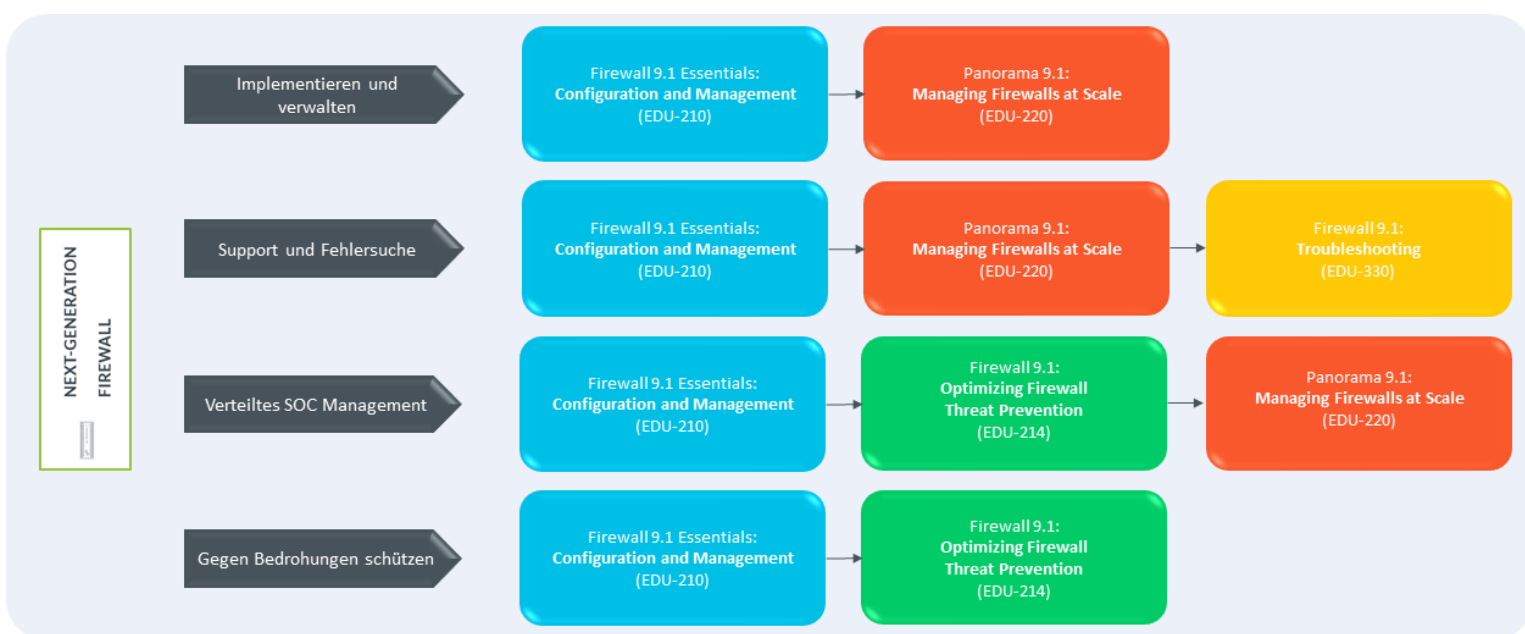 NEXT-GENERATION
FIREWALL
Implementieren und
verwalten
Firewall 9.1 Essentials:
Configuration and Management
(EDU-210)
Panorama 9.1:
Managing Firewalls at Scale
(EDU-220)
Support und Fehlersuche
Firewall 9.1 Essentials:
Configuration and Management
(EDU-210)
Panorama 9.1:
Managing Firewalls at Scale
(EDU-220)
Firewall 9.1:
Troubleshooting
(EDU-330)
Verteiltes SOC Management
Firewall 9.1 Essentials:
Configuration and Management
(EDU-210)
Firewall 9.1:
Optimizing Firewall
Threat Prevention
(EDU-214)
Panorama 9.1:
Managing Firewalls at Scale
(EDU-220)
Gegen Bedrohungen schützen
Firewall 9.1 Essentials:
Configuration and Management
(EDU-210)
Firewall 9.1:
Optimizing Firewall
Threat Prevention
(EDU-214)